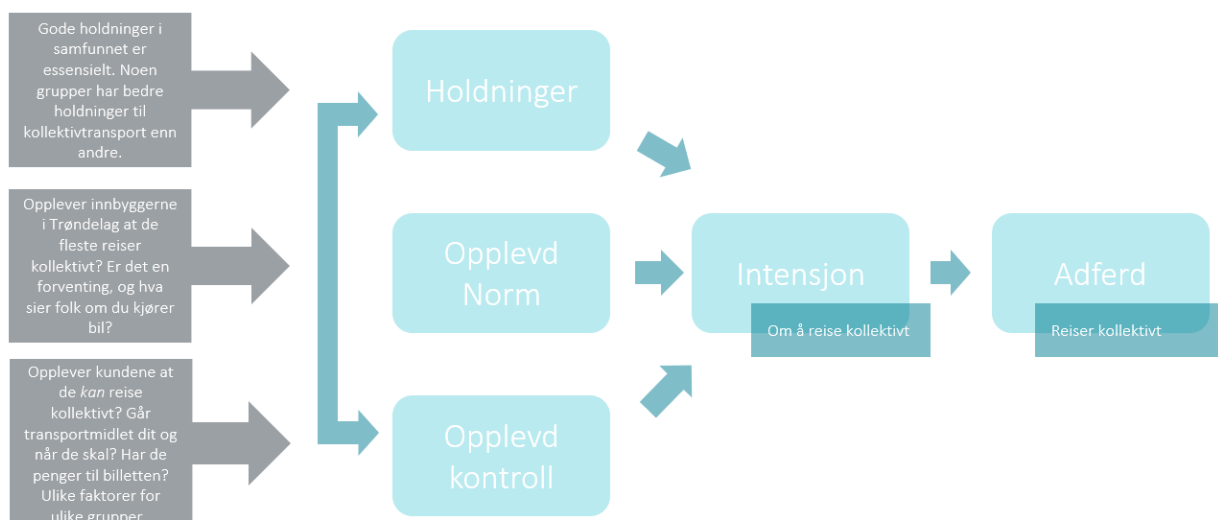 Gode holdninger i
samfunnet er
essensielt. Noen
grupper har bedre
holdninger til
kollektivtransport enn
andre.
Holdninger
Opplever innbyggerne
i Trøndelag at de
fleste reiser
kollektivt? Er det en
forventing, og hva
sier folk om du kjører
bil?
Opplevd
Norm
Intensjon
Om å reise kollektivt
Adferd
Reiser kollektivt
Opplever kundene at
de kan reise
kollektivt? Går
transportmidlet dit og
når de skal? Har de
penger til billetten?
Ulike faktorer for
ulike grupper
Opplevd
kontroll